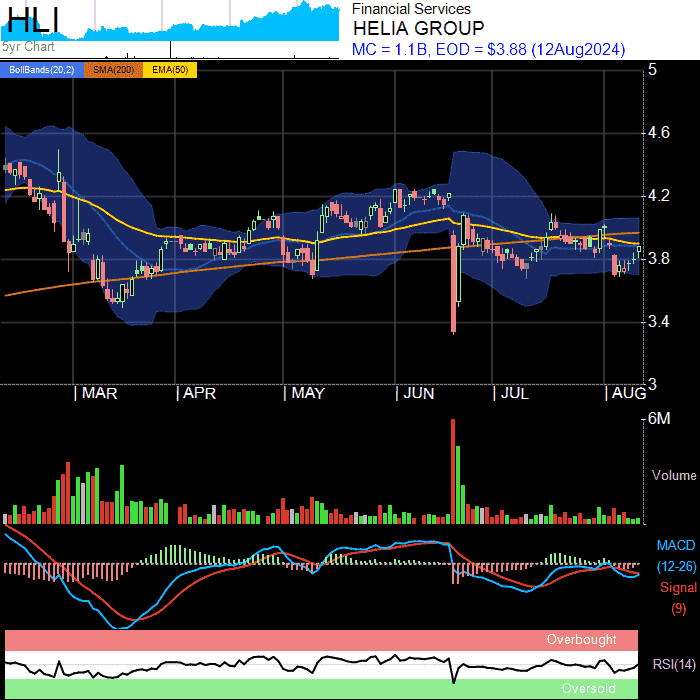 HLI
5yr Chart
Financial Services
HELIA GROUP
MC = 1.1B, EOD = $3.88 (12Aug2024)
BollBands(20,2) SMA(200) EMA(50)
5
4.6
4.2
3.8
3.4
3
MAR APR MAY JUN JUL AUG
6M
Volume
MACD
(12-26)
Signal
(9)
Overbought
RSI(14)
Oversold